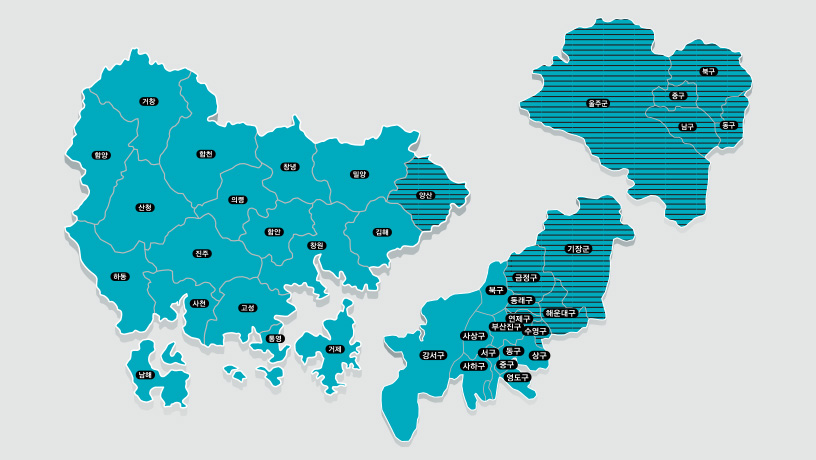 거창
함양
합천
창녕
밀양
양산
산청
의령
함안
창원
김해
진주
하동
사천
고성
통영
거제
남해
울주군
북구
중구
남구
동구
기장군
금정구
북구
동래구
해운대구
연제구
부산진구
수영구
사상구
강서구
서구
동구
상구
사하구
중구
영도구